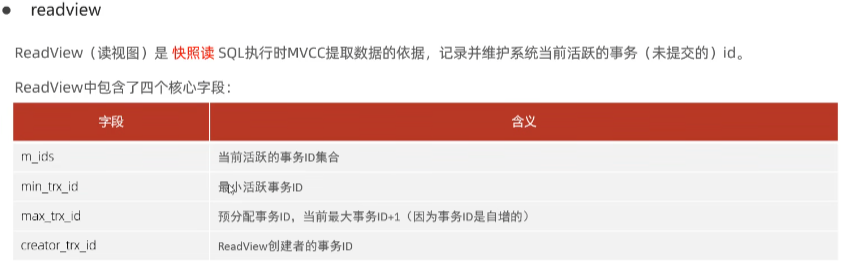 readview
ReadView（读视图）是 快照读 SQL执行时MVCC提取数据的依据，记录并维护系统当前活跃的事务（未提交的）id。
ReadView中包含了四个核心字段：
字段 含义
m_ids 当前活跃的事务ID集合
min_trx_id 最小活跃事务ID
max_trx_id 预分配事务ID，当前最大事务ID+1（因为事务ID是自增的）
creator_trx_id ReadView创建者的事务ID